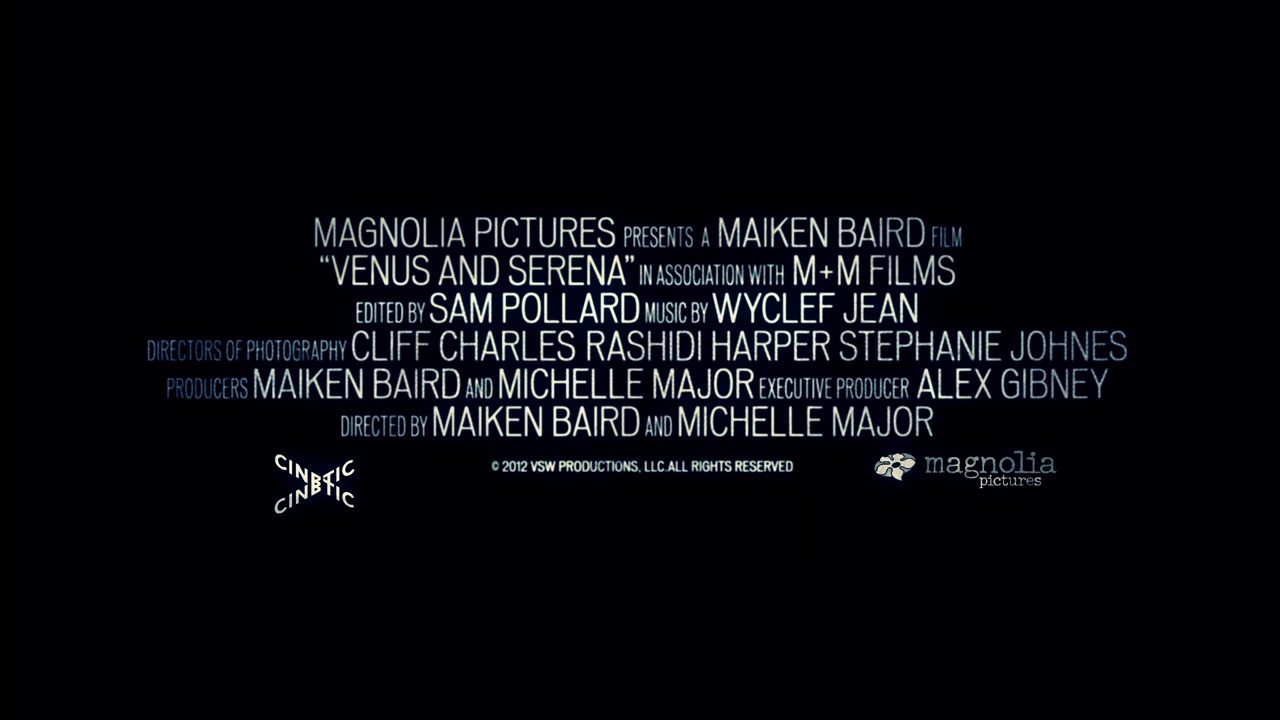 MAGNOLIA PICTURES PRESENTS A MAIKEN BAIRD FILM
“VENUS AND SERENA” IN ASSOCIATION WITH M+M FILMS
EDITED BY SAM POLLARD MUSIC BY WYCLEF JEAN
DIRECTORS OF PHOTOGRAPHY CLIFF CHARLES RASHIDI HARPER STEPHANIE JOHNES
PRODUCERS MAIKEN BAIRD AND MICHELLE MAJOR EXECUTIVE PRODUCER ALEX GIBNEY
DIRECTED BY MAIKEN BAIRD AND MICHELLE MAJOR
CINETIC
CINETIC
© 2012 VSW PRODUCTIONS, LLC.ALL RIGHTS RESERVED
magnolia
pictures